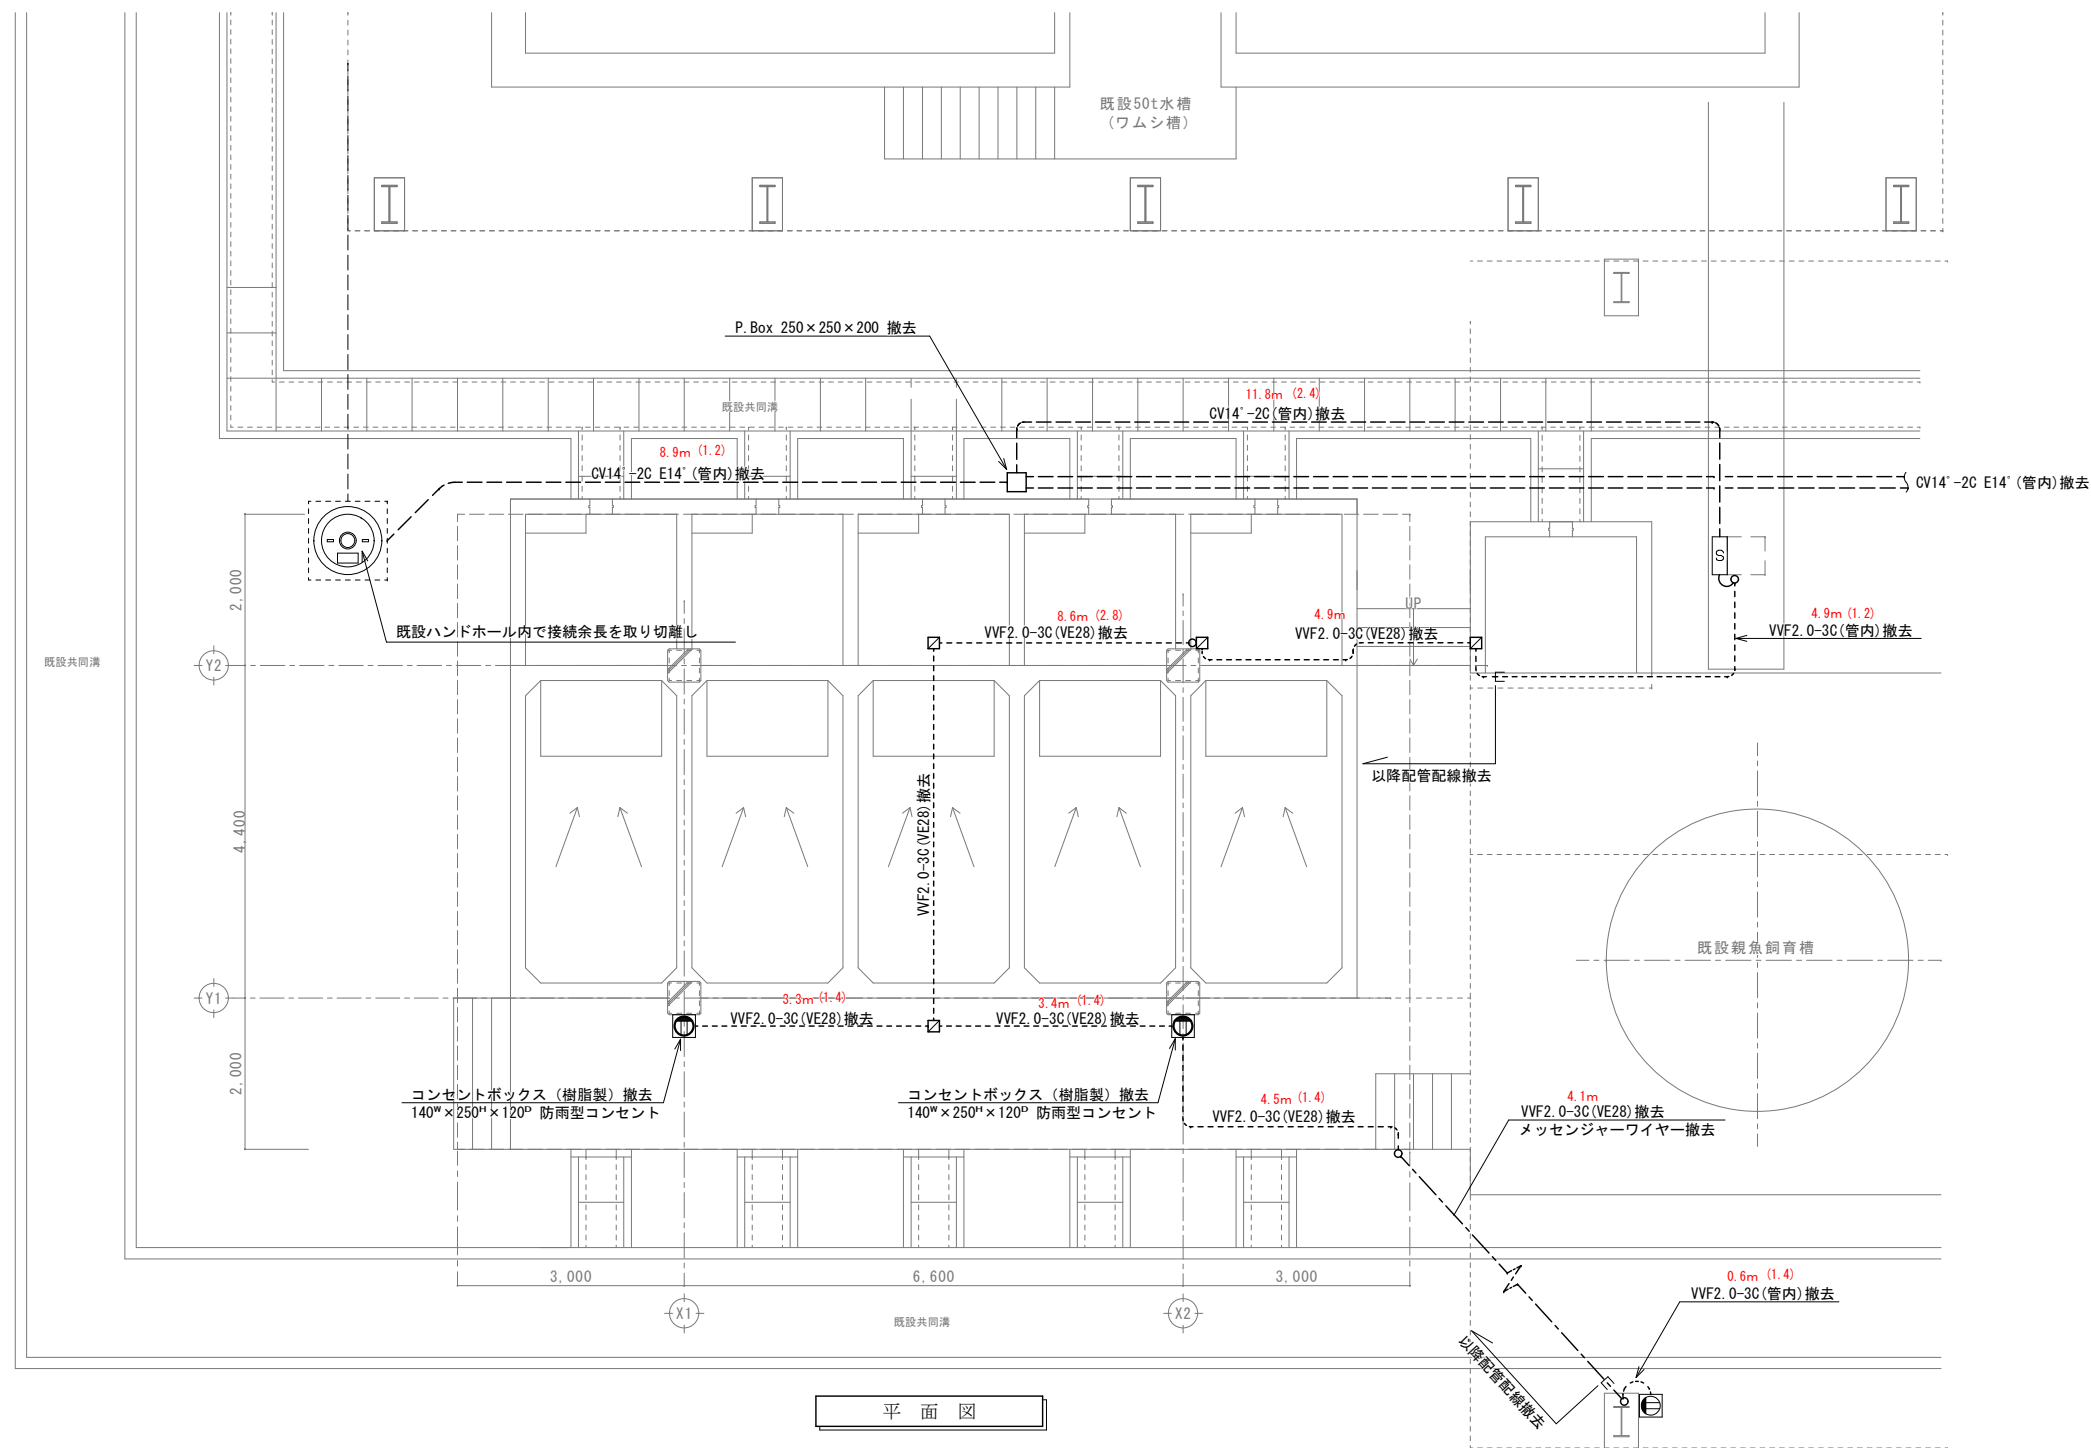 既設50t水槽
(ワムシ槽)
P.Box 250×250×200 撤去
既設共同溝
11.8m (2.4)
CV14゜-2C(管内)撤去
8.9m (1.2)
CV14゜-2C E14゜(管内)撤去
CV14゜-2C E14゜(管内)撤去
S
2,000
既設ハンドホール内で接続余長を取り切離し
8.6m (2.8)
VVF2.0-3C(VE28)撤去
4.9m
VVF2.0-3C(VE28)撤去
UP
4.9m (1.2)
VVF2.0-3C(管内)撤去
既設共同溝
Y2
以降配管配線撤去
VVF2.0-3C(VE28)撤去
4,400
既設親魚飼育槽
Y1
3.3m (1.4)
VVF2.0-3C(VE28)撤去
3.4m (1.4)
VVF2.0-3C(VE28)撤去
2,000
コンセントボックス (樹脂製) 撤去
140ᵂ×250ᴴ×120ᴰ 防雨型コンセント
コンセントボックス (樹脂製) 撤去
140ᵂ×250ᴴ×120ᴰ 防雨型コンセント
4.5m (1.4)
VVF2.0-3C(VE28)撤去
4.1m
VVF2.0-3C(VE28)撤去
メッセンジャーワイヤー撤去
3,000
6,600
3,000
X1
X2
既設共同溝
0.6m (1.4)
VVF2.0-3C(管内)撤去
以降配管配線撤去
平 面 図